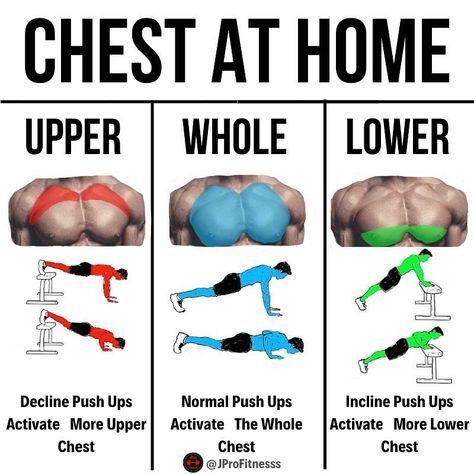 CHEST AT HOME
UPPER
WHOLE
LOWER
Decline Push Ups
Activate More Upper
Chest
Normal Push Ups
Activate The Whole
Chest
Incline Push Ups
Activate More Lower
Chest
@JProFitnesss